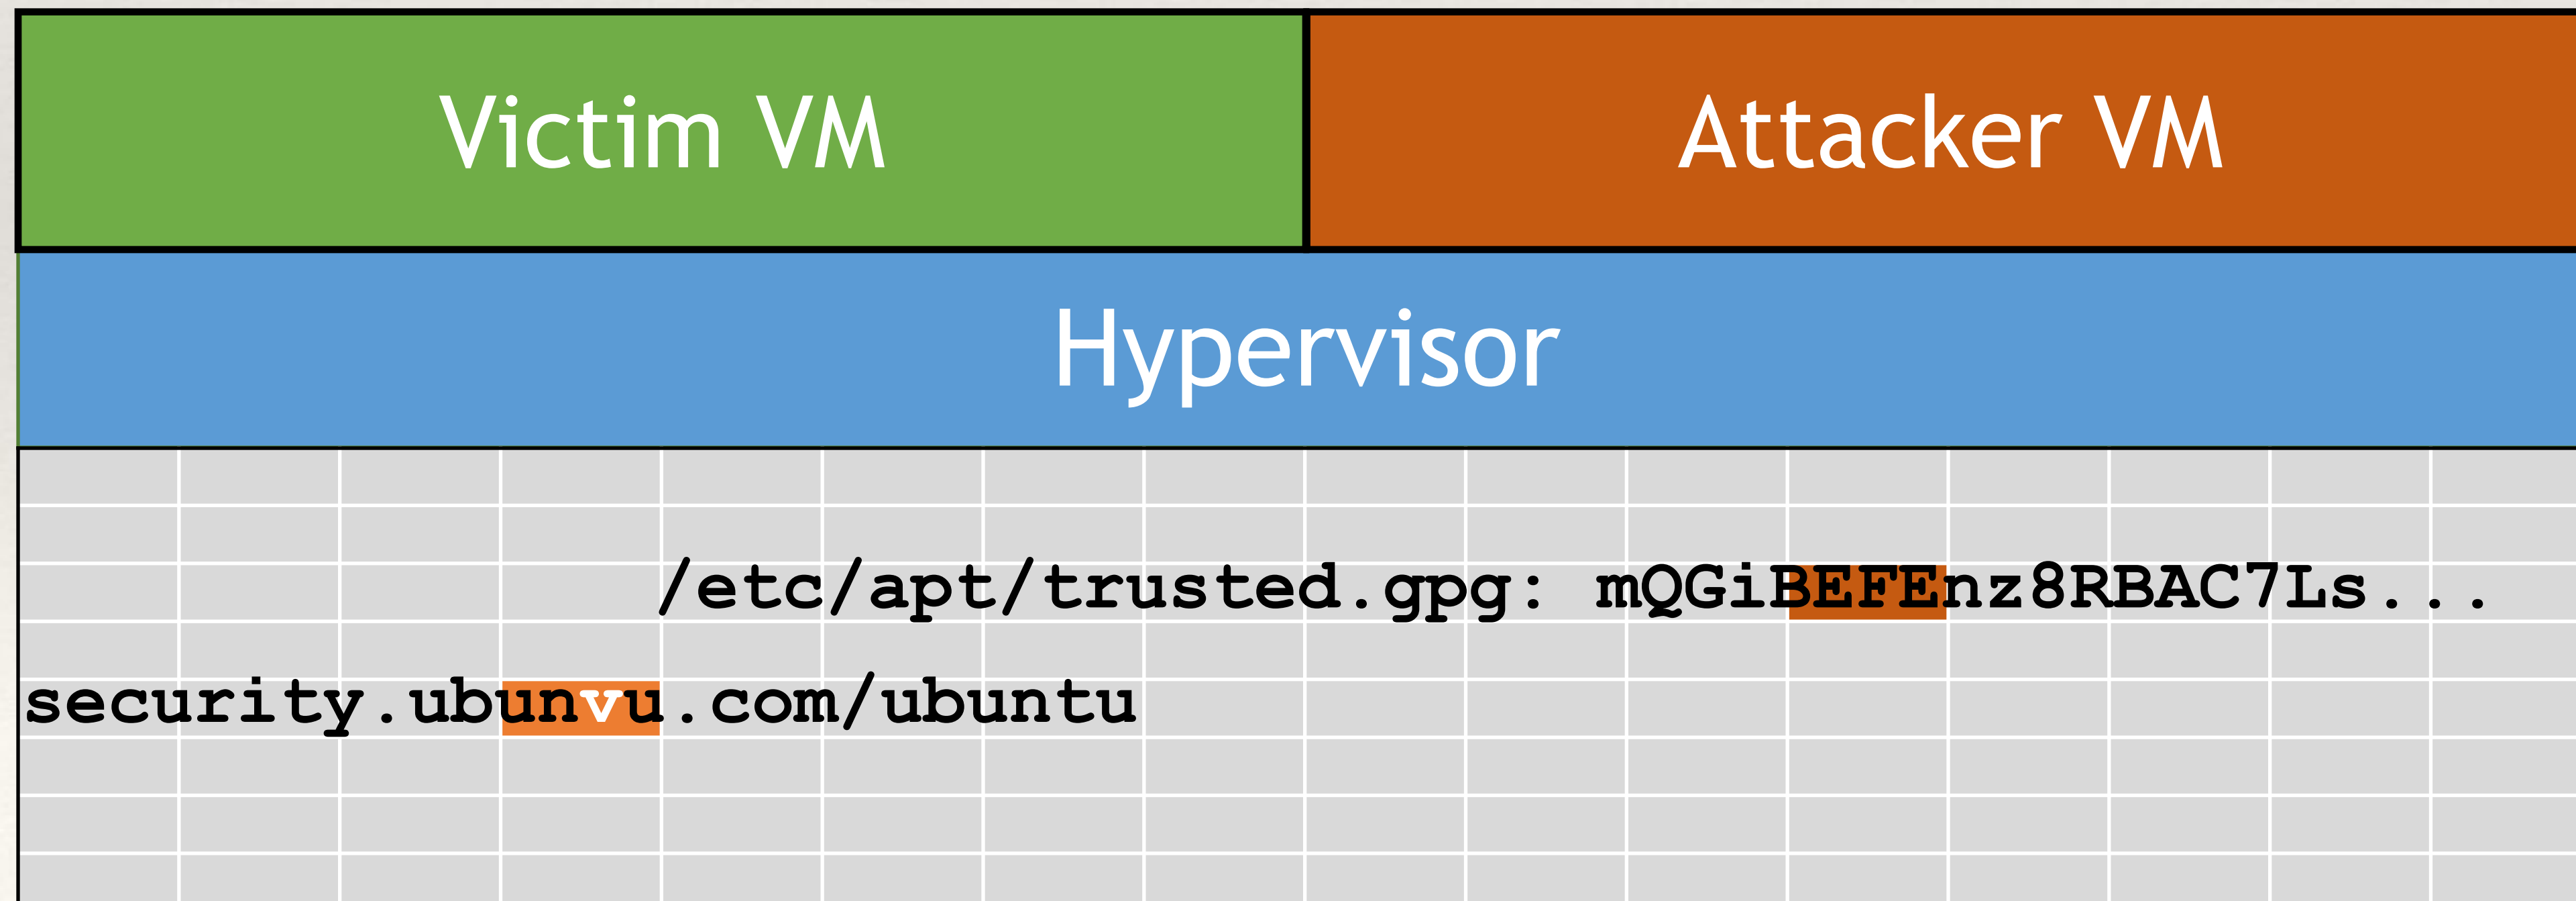 Victim VM
Attacker VM
Hypervisor
/etc/apt/trusted.gpg: mQGiBEFEnz8RBAC7Ls...
security.ubunvu.com/ubuntu